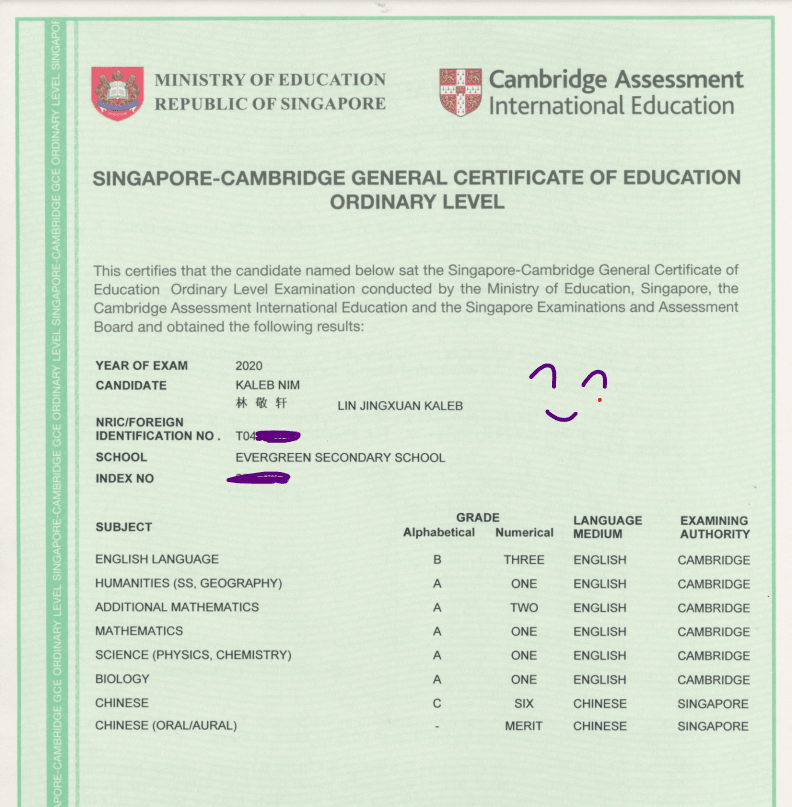 MINISTRY OF EDUCATION
REPUBLIC OF SINGAPORE
Cambridge Assessment
International Education
SINGAPORE-CAMBRIDGE GENERAL CERTIFICATE OF EDUCATION
ORDINARY LEVEL
This certifies that the candidate named below sat the Singapore-Cambridge General Certificate of
Education Ordinary Level Examination conducted by the Ministry of Education, Singapore, the
Cambridge Assessment International Education and the Singapore Examinations and Assessment
Board and obtained the following results:
YEAR OF EXAM 2020
CANDIDATE KALEB NIM
林 敬 轩 LIN JINGXUAN KALEB
NRIC/FOREIGN
IDENTIFICATION NO . T04
SCHOOL EVERGREEN SECONDARY SCHOOL
INDEX NO
SUBJECT GRADE LANGUAGE MEDIUM EXAMINING AUTHORITY
Alphabetical Numerical
ENGLISH LANGUAGE B THREE ENGLISH CAMBRIDGE
HUMANITIES (SS, GEOGRAPHY) A ONE ENGLISH CAMBRIDGE
ADDITIONAL MATHEMATICS A TWO ENGLISH CAMBRIDGE
MATHEMATICS A ONE ENGLISH CAMBRIDGE
SCIENCE (PHYSICS, CHEMISTRY) A ONE ENGLISH CAMBRIDGE
BIOLOGY A ONE ENGLISH CAMBRIDGE
CHINESE C SIX CHINESE SINGAPORE
CHINESE (ORAL/AURAL) - MERIT CHINESE SINGAPORE
SINGAPORE-CAMBRIDGE GCE ORDINARY LEVEL SINGAPORE-CAMBRIDGE GCE ORDINARY LEVEL SINGAPORE-CAMBRIDGE GCE ORDINARY LEVEL